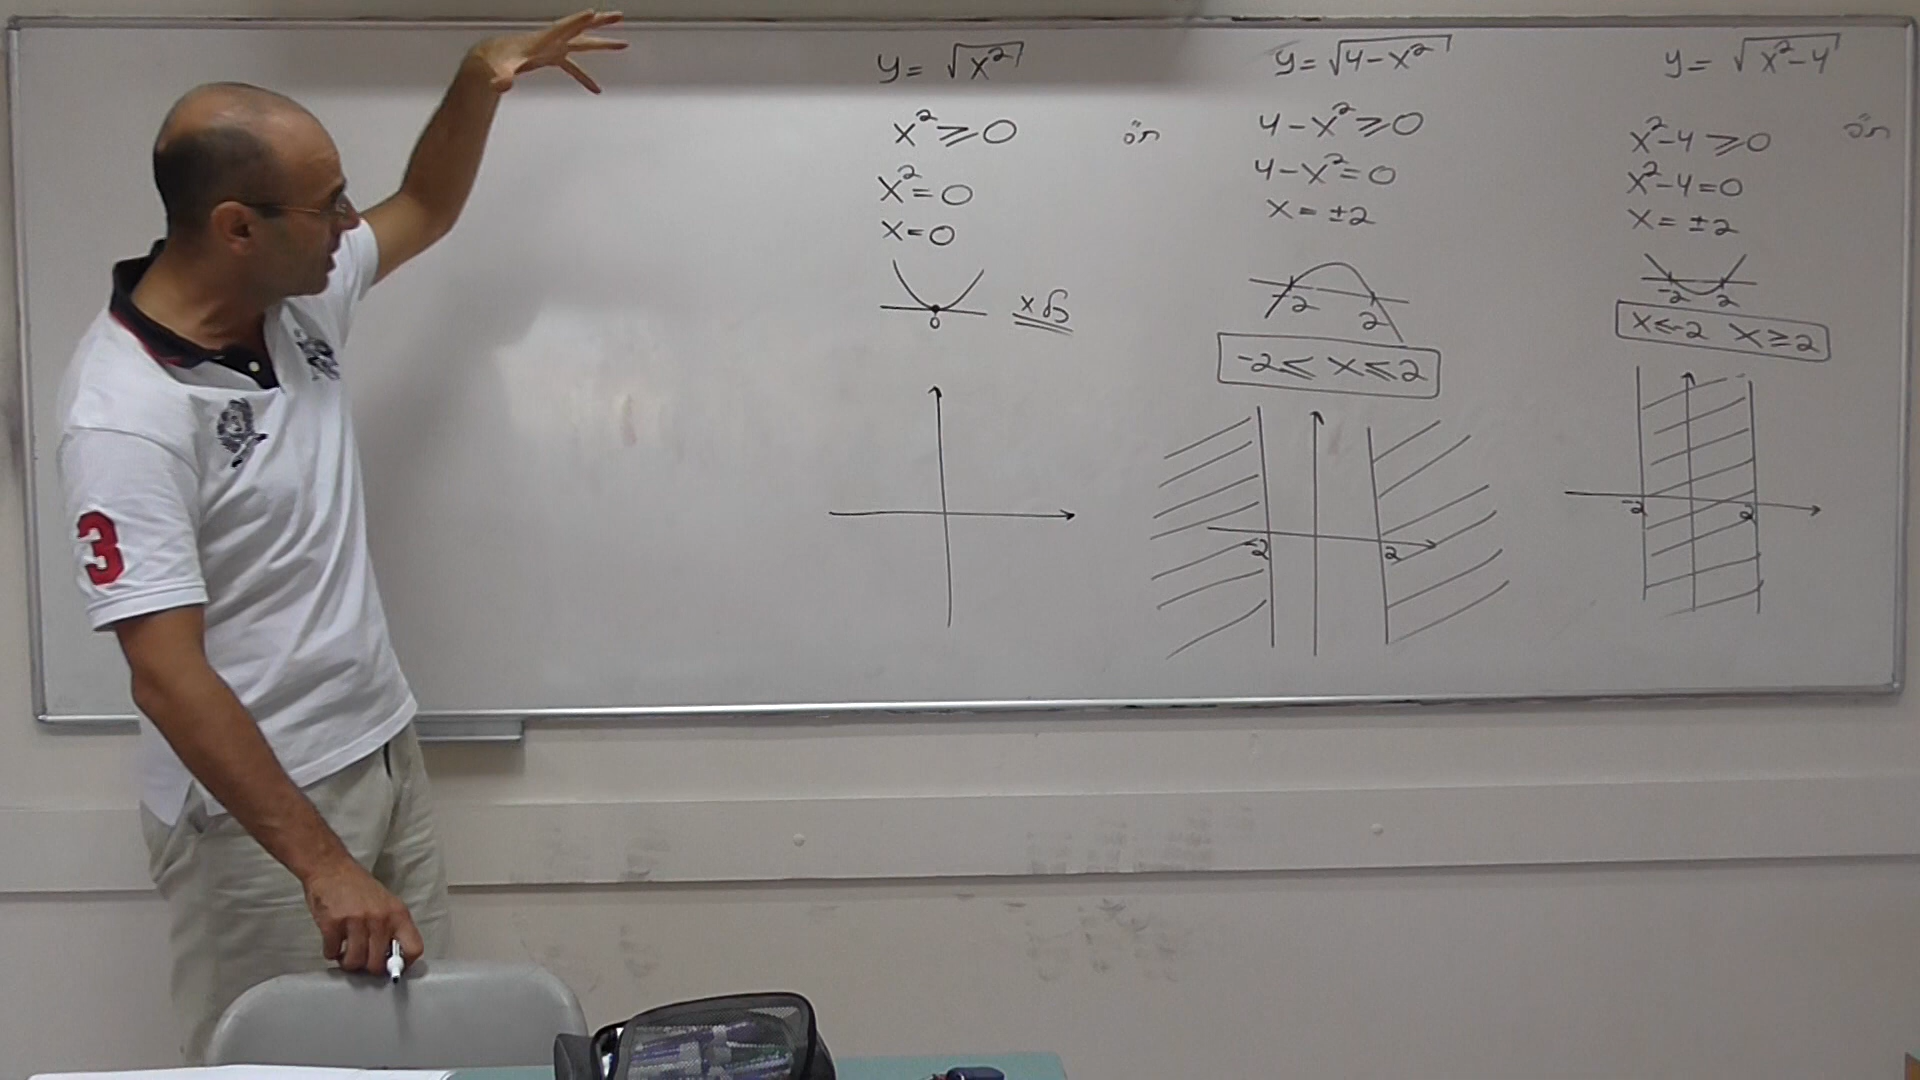 3
y = √x²
x² ⩾ 0
x² = 0
x = 0
0
כל x
y = √4-x²
4-x² ⩾ 0
4-x² = 0
x = ±2
-2 2
-2 ⩽ x ⩽ 2
-2 2
y = √x²-4
x²-4 ⩾ 0
x²-4 = 0
x = ±2
-2 2
x ⩽ -2 x ≥ 2
-2 2